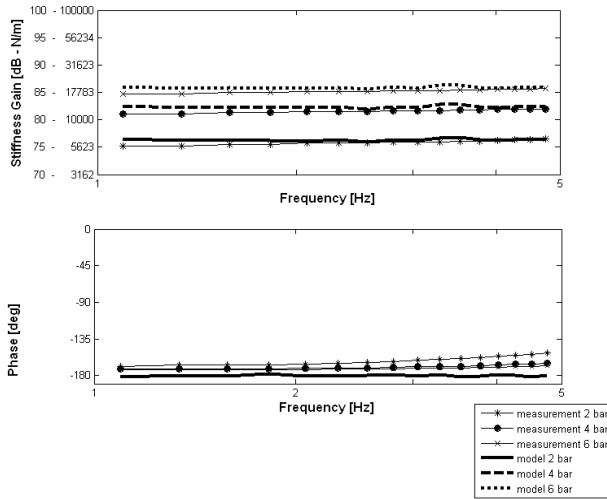 Stiffness Gain [dB - N/m]
100 - 100000
95 - 56234
90 - 31623
85 - 17783
80 - 10000
75 - 5623
70 - 3162
1
5
Frequency [Hz]
Phase [deg]
0
-45
-90
-135
-180
1
2
5
Frequency [Hz]
measurement 2 bar
measurement 4 bar
measurement 6 bar
model 2 bar
model 4 bar
model 6 bar